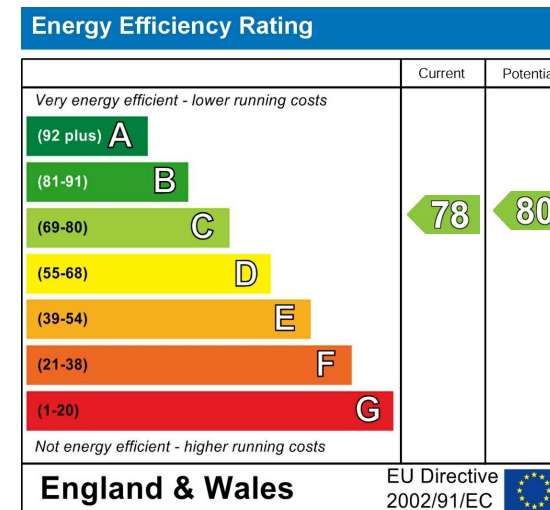 Energy Efficiency Rating
Current Potentia
Very energy efficient - lower running costs
(92 plus) A
(81-91) B
(69-80) C
78 80
(55-68) D
(39-54) E
(21-38) F
(1-20) G
Not energy efficient - higher running costs
England & Wales
EU Directive
2002/91/EC